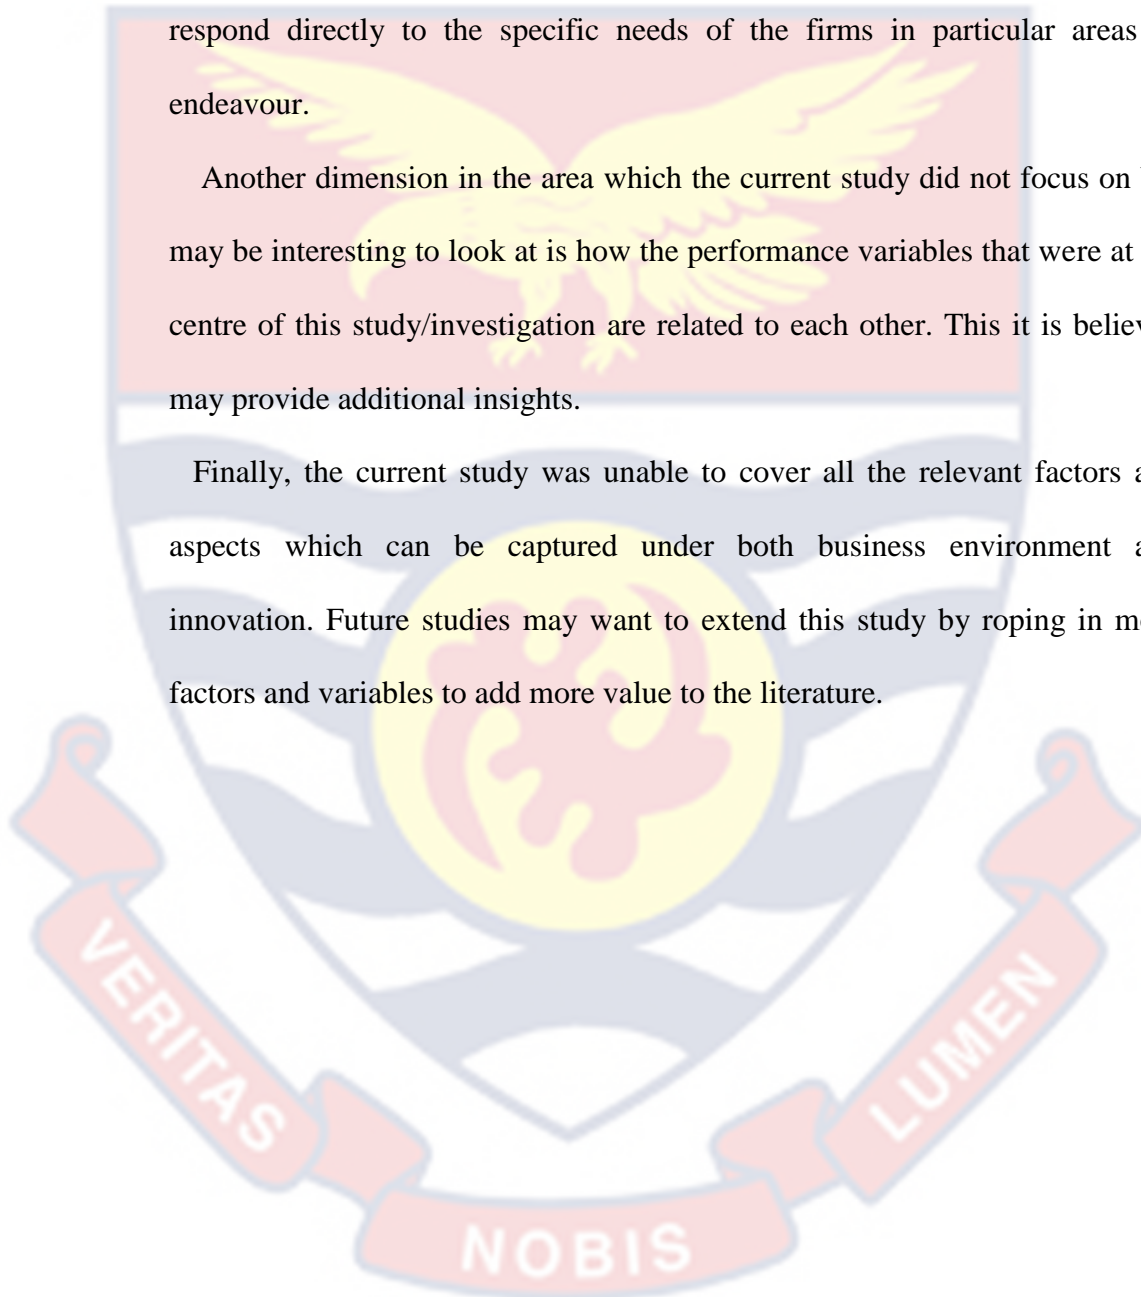 respond directly to the specific needs of the firms in particular areas
endeavour.
Another dimension in the area which the current study did not focus on
may be interesting to look at is how the performance variables that were at
centre of this study/investigation are related to each other. This it is
may provide additional insights.
Finally, the current study was unable to cover all the relevant factors
aspects which can be captured under both business environment
innovation. Future studies may want to extend this study by roping in
factors and variables to add more value to the literature.
VERITAS
NOBIS
LUMEN